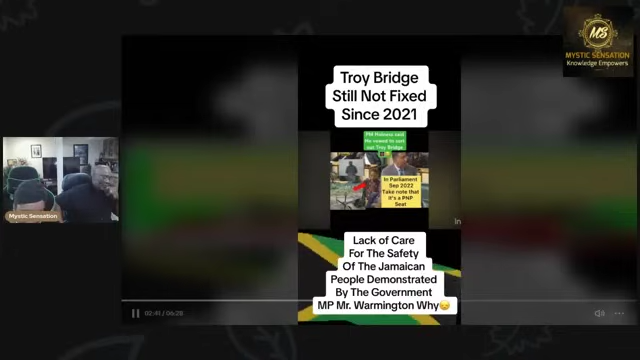 MS
MYSTIC SENSATION
Knowledge Empowers
Troy Bridge
Still Not Fixed
Since 2021
PM Holness said
He vowed to sort
out Troy Bridge
In Parliament
Sep 2022
Take note that
it's a PNP
Seat
In
Mystic Sensation
Lack of Care
For The Safety
Of The Jamaican
People Demonstrated
By The Government
MP Mr. Warmington Why😔
02:41 / 06:28